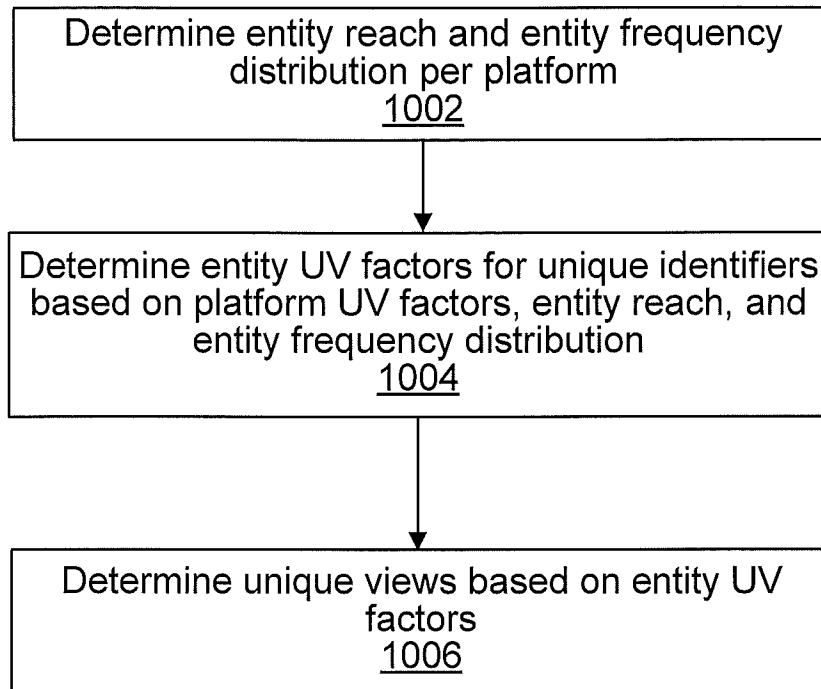 Determine entity reach and entity frequency
distribution per platform
1002
Determine entity UV factors for unique identifiers
based on platform UV factors, entity reach, and
entity frequency distribution
1004
Determine unique views based on entity UV
factors
1006